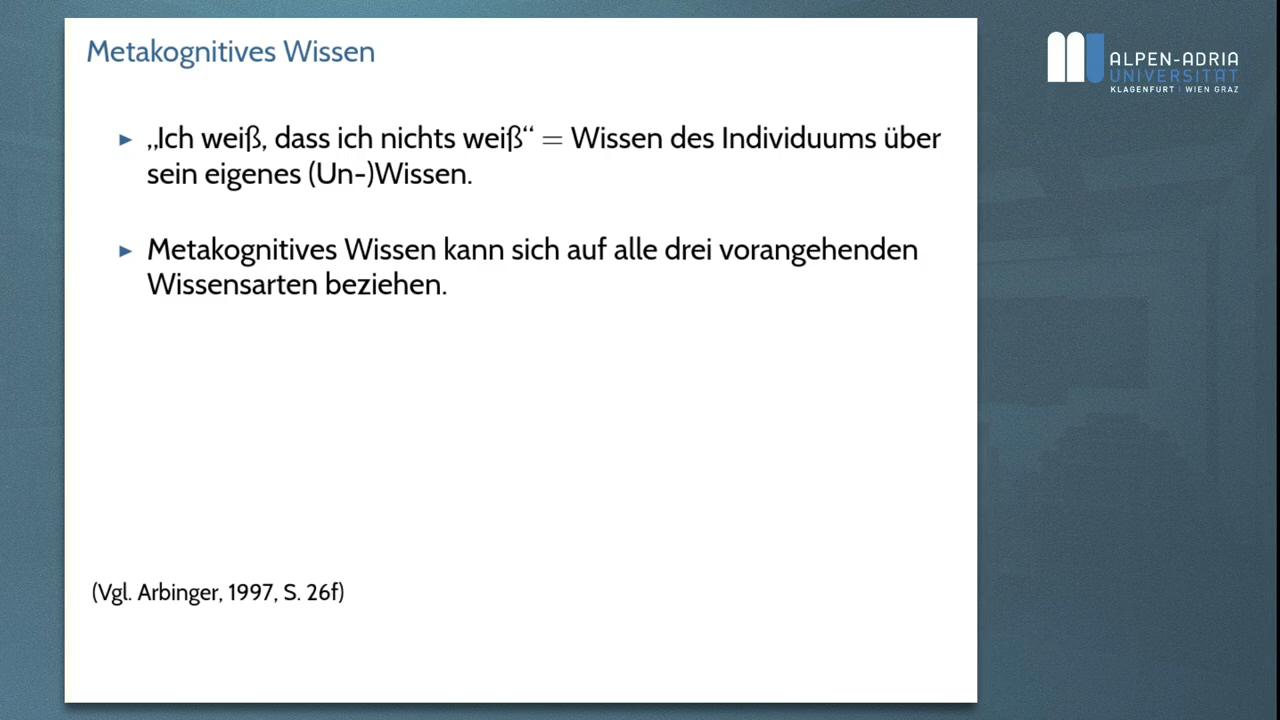 Metakognitives Wissen
„Ich weiß, dass ich nichts weiß“ = Wissen des Individuums über
sein eigenes (Un-)Wissen.
Metakognitives Wissen kann sich auf alle drei vorangehenden
Wissensarten beziehen.
(Vgl. Arbinger, 1997, S. 26f)
ALPEN-ADRIA
UNIVERSITÄT
KLAGENFURT | WIEN GRAZ